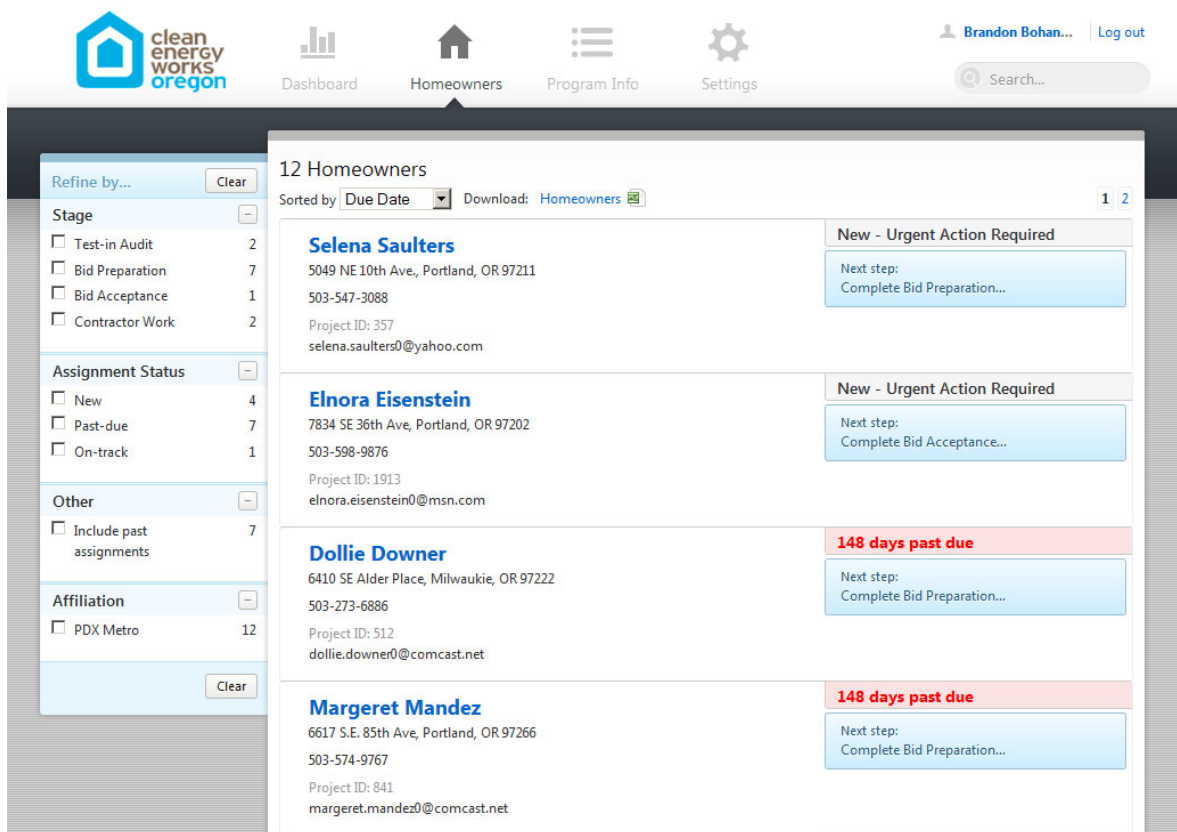 clean
energy
works
oregon
Dashboard
Homeowners
Program Info
Settings
Brandon Bohan...
Log out
Search...
Refine by...
Clear
Stage
Test-in Audit 2
Bid Preparation 7
Bid Acceptance 1
Contractor Work 2
Assignment Status
New 4
Past-due 7
On-track 1
Other
Include past 7
assignments
Affiliation
PDX Metro 12
Clear
12 Homeowners
Sorted by Due Date Download: Homeowners
1 2
Selena Saulters
5049 NE 10th Ave., Portland, OR 97211
503-547-3088
Project ID: 357
selena.saulters0@yahoo.com
New - Urgent Action Required
Next step:
Complete Bid Preparation...
Elnora Eisenstein
7834 SE 36th Ave, Portland, OR 97202
503-598-9876
Project ID: 1913
elnora.eisenstein0@msn.com
New - Urgent Action Required
Next step:
Complete Bid Acceptance...
Dollie Downer
6410 SE Alder Place, Milwaukie, OR 97222
503-273-6886
Project ID: 512
dollie.downer0@comcast.net
148 days past due
Next step:
Complete Bid Preparation...
Margeret Mandez
6617 S.E. 85th Ave, Portland, OR 97266
503-574-9767
Project ID: 841
margeret.mandez0@comcast.net
148 days past due
Next step:
Complete Bid Preparation...